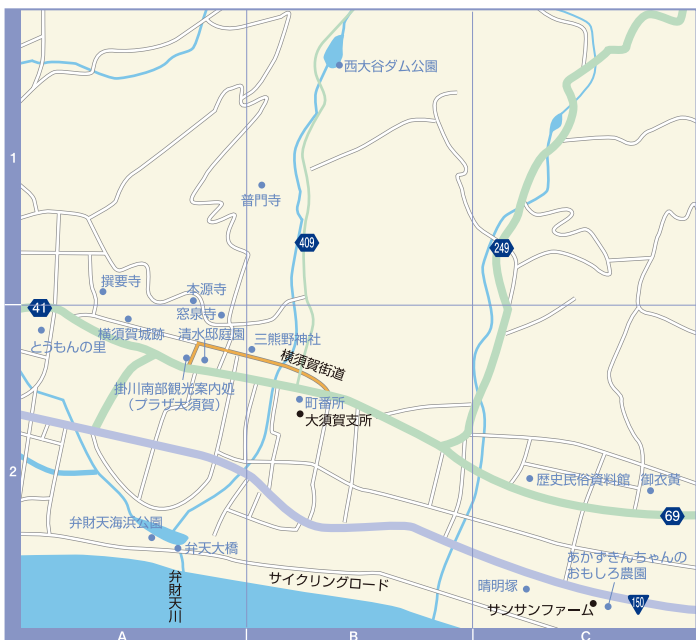 西大谷ダム公園
1
普門寺
409
249
撰要寺
本源寺
41
窓泉寺
横須賀城跡
清水邸庭園
三熊野神社
とうもんの里
横須賀街道
掛川南部観光案内処
（プラザ大須賀）
町番所
大須賀支所
2
歴史民俗資料館
御衣黄
69
弁財天海浜公園
弁天大橋
あかずきんちゃんの
おもしろ農園
弁財天川
サイクリングロード
晴明塚
サンサンファーム
150
A
B
C